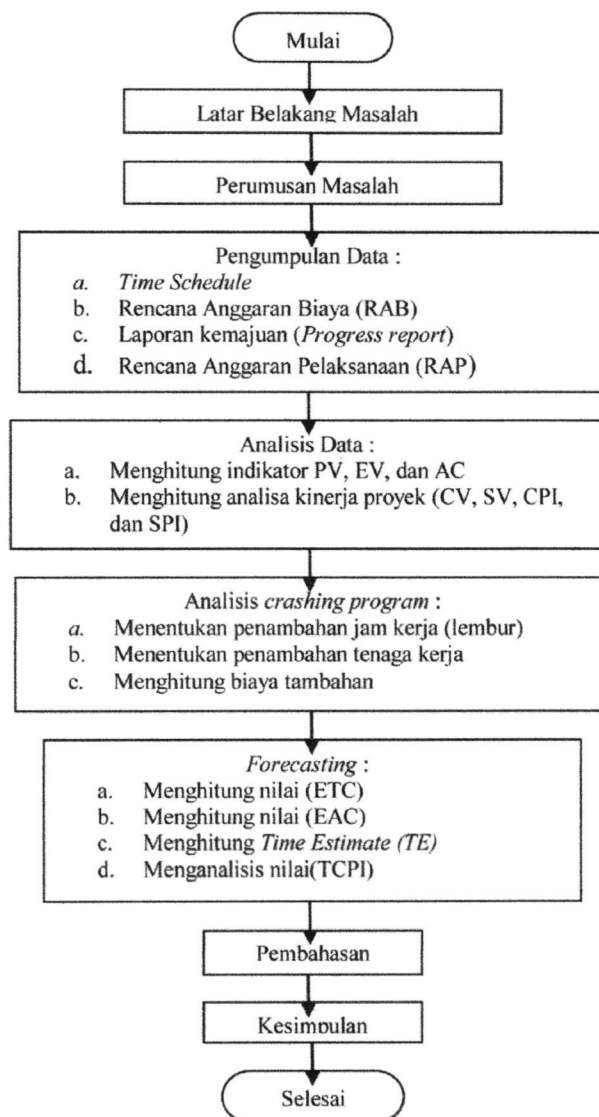 Mulai
Latar Belakang Masalah
Perumusan Masalah
Pengumpulan Data :
a. Time Schedule
b. Rencana Anggaran Biaya (RAB)
c. Laporan kemajuan (Progress report)
d. Rencana Anggaran Pelaksanaan (RAP)
Analisis Data :
a. Menghitung indikator PV, EV, dan AC
b. Menghitung analisa kinerja proyek (CV, SV, CPI,
dan SPI)
Analisis crashing program :
a. Menentukan penambahan jam kerja (lembur)
b. Menentukan penambahan tenaga kerja
c. Menghitung biaya tambahan
Forecasting :
a. Menghitung nilai (ETC)
b. Menghitung nilai (EAC)
c. Menghitung Time Estimate (TE)
d. Menganalisis nilai(TCPI)
Pembahasan
Kesimpulan
Selesai